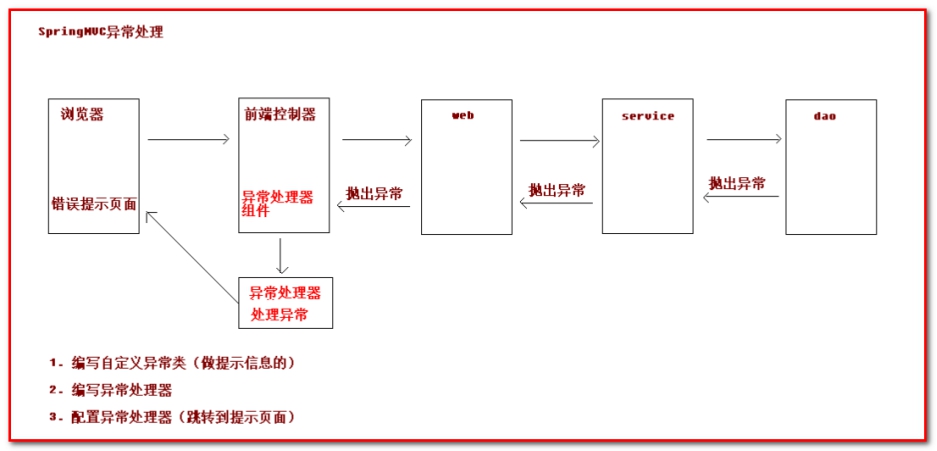 SpringMVC异常处理
浏览器
前端控制器
web
service
dao
错误提示页面
异常处理器
组件
抛出异常
抛出异常
抛出异常
异常处理器
处理异常
1. 编写自定义异常类（做提示信息的）
2. 编写异常处理器
3. 配置异常处理器（跳转到提示页面）